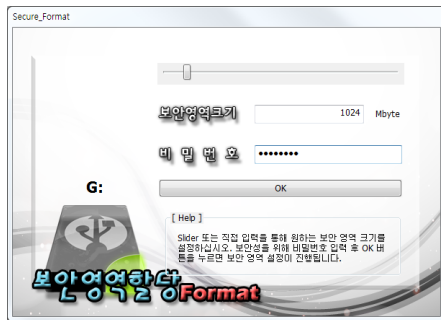 Secure_Format
보안영역크기 1024 Mbyte
비 밀 번 호 ••••••••
G:
OK
[ Help ]
Slider 또는 직접 입력을 통해 원하는 보안 영역 크기를
설정하십시오. 보안성을 위해 비밀번호 입력 후 OK 버
튼을 누르면 보안 영역 설정이 진행됩니다.
보안영역할당Format